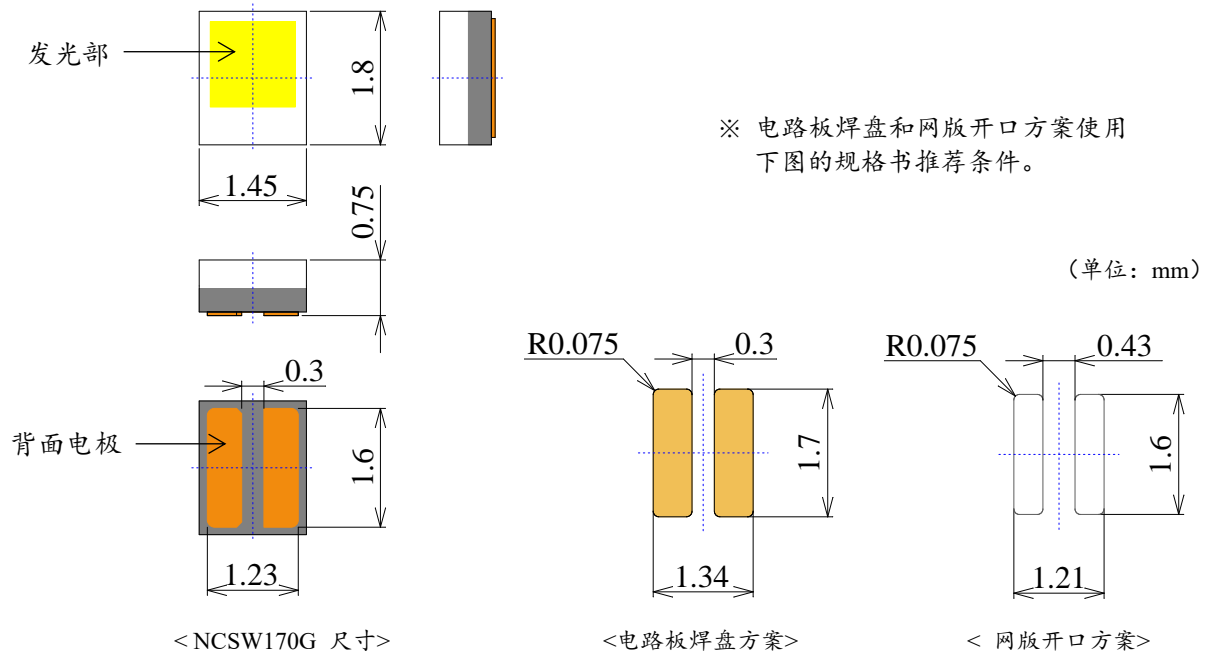 发光部
1.8
1.45
※ 电路板焊盘和网版开口方案使用
下图的规格书推荐条件。
0.75
（单位：mm）
R0.075
0.3
R0.075
0.43
0.3
背面电极
1.6
1.7
1.6
1.23
1.34
1.21
< NCSW170G 尺寸>
<电路板焊盘方案>
< 网版开口方案>